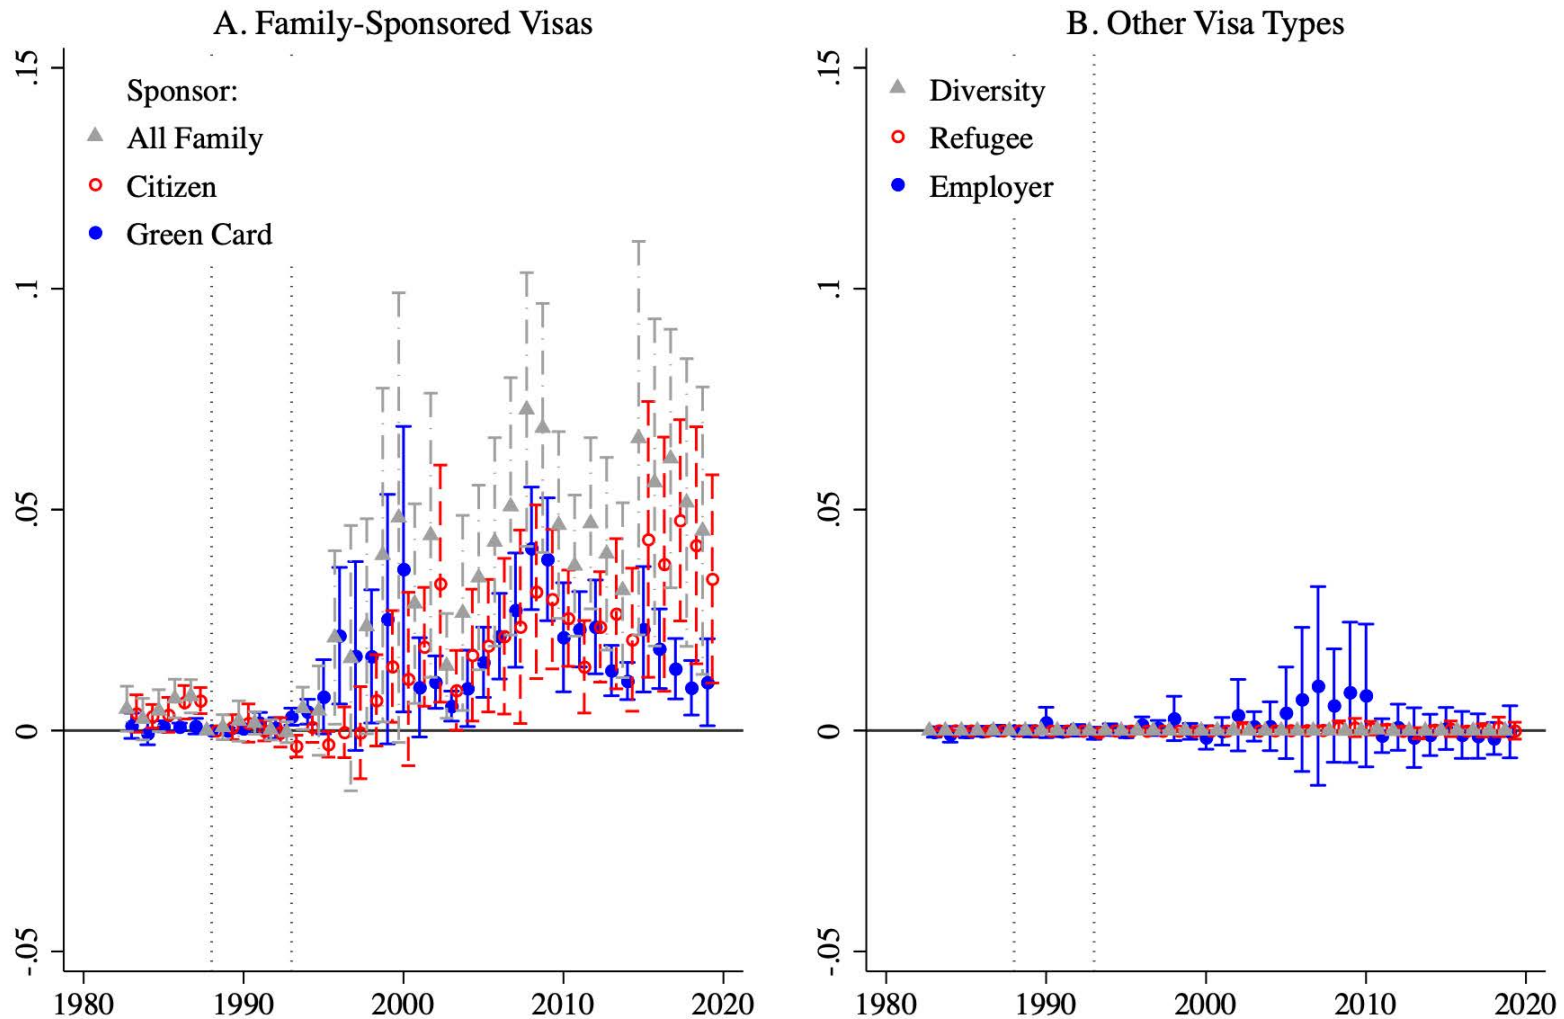 A. Family-Sponsored Visas
.15
.1
.05
0
-.05
Sponsor:
All Family
Citizen
Green Card
1980 1990 2000 2010 2020
B. Other Visa Types
.15
.1
.05
0
-.05
Diversity
Refugee
Employer
1980 1990 2000 2010 2020